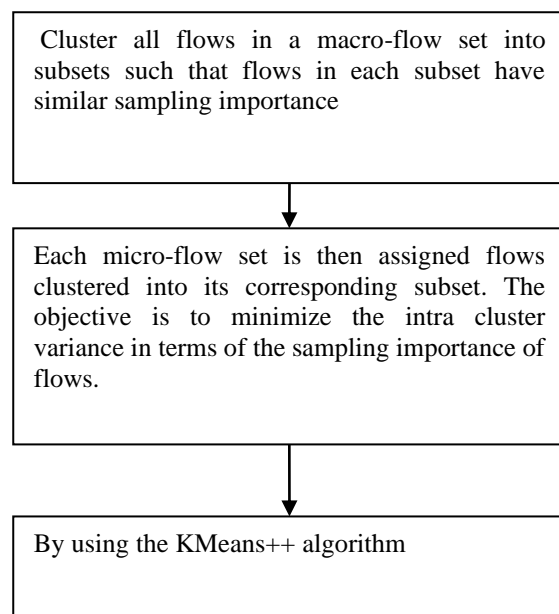 Cluster all flows in a macro-flow set into
subsets such that flows in each subset have
similar sampling importance
Each micro-flow set is then assigned flows
clustered into its corresponding subset. The
objective is to minimize the intra cluster
variance in terms of the sampling importance of
flows.
By using the KMeans++ algorithm